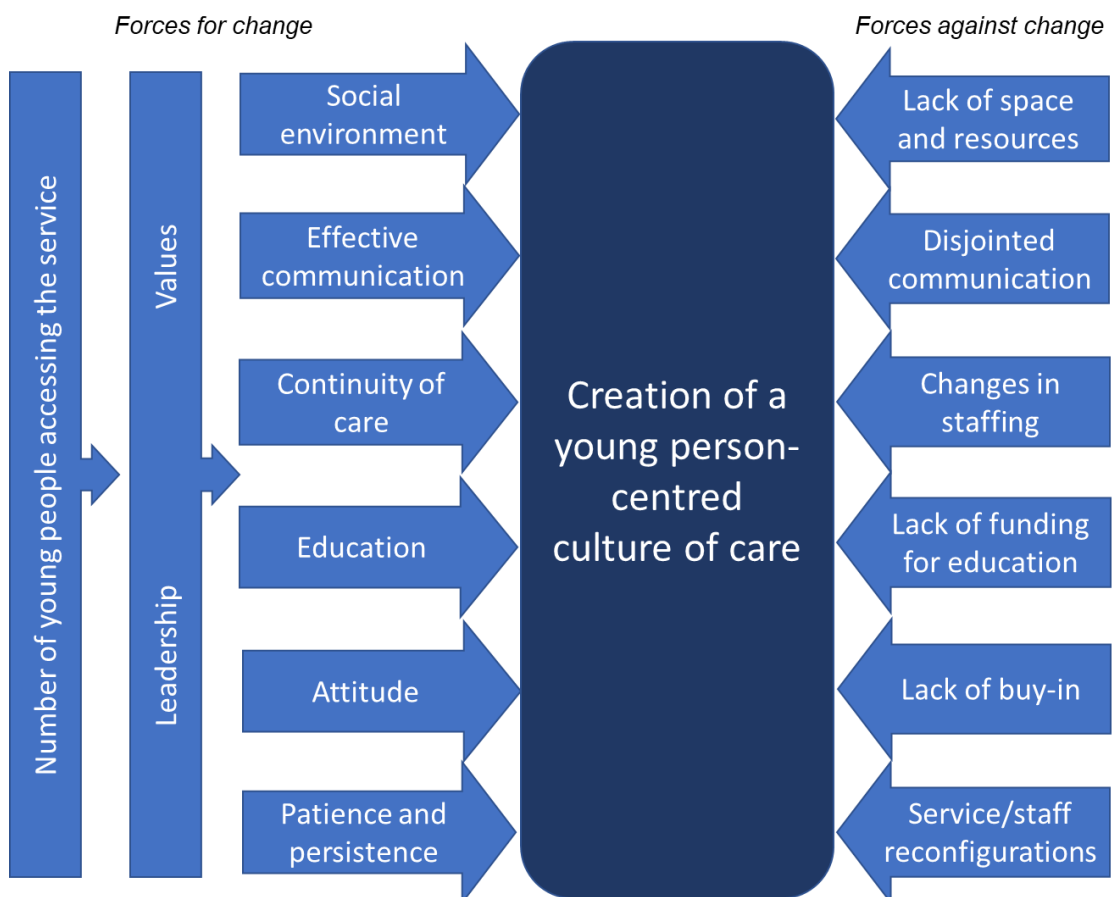 Forces for change
Forces against change
Number of young people accessing the service
Values
Leadership
Social
environment
Effective
communication
Continuity of
care
Education
Attitude
Patience and
persistence
Creation of a
young person-
centred
culture of care
Lack of space
and resources
Disjointed
communication
Changes in
staffing
Lack of funding
for education
Lack of buy-in
Service/staff
reconfigurations